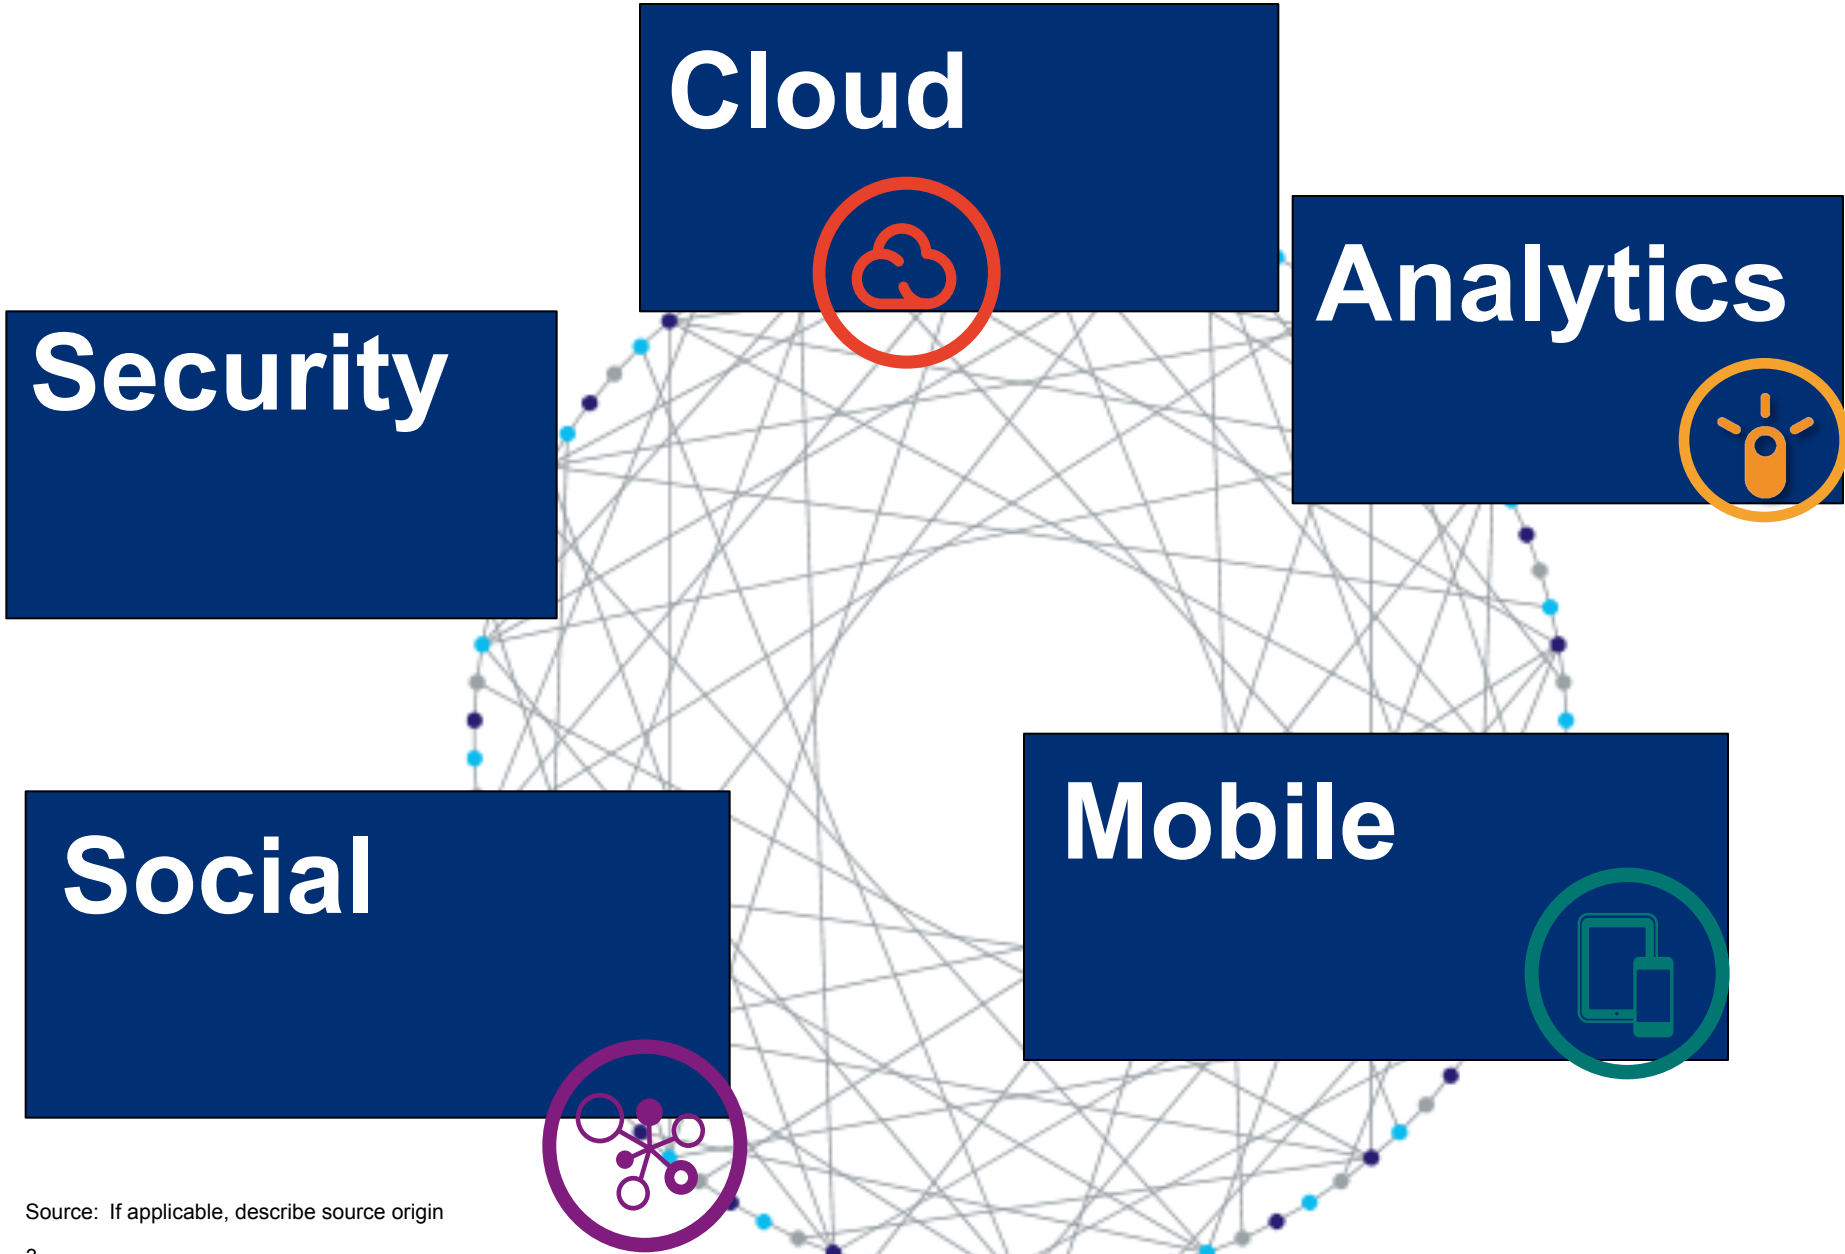 Cloud
Analytics
Security
Mobile
Social
Source: If applicable, describe source origin